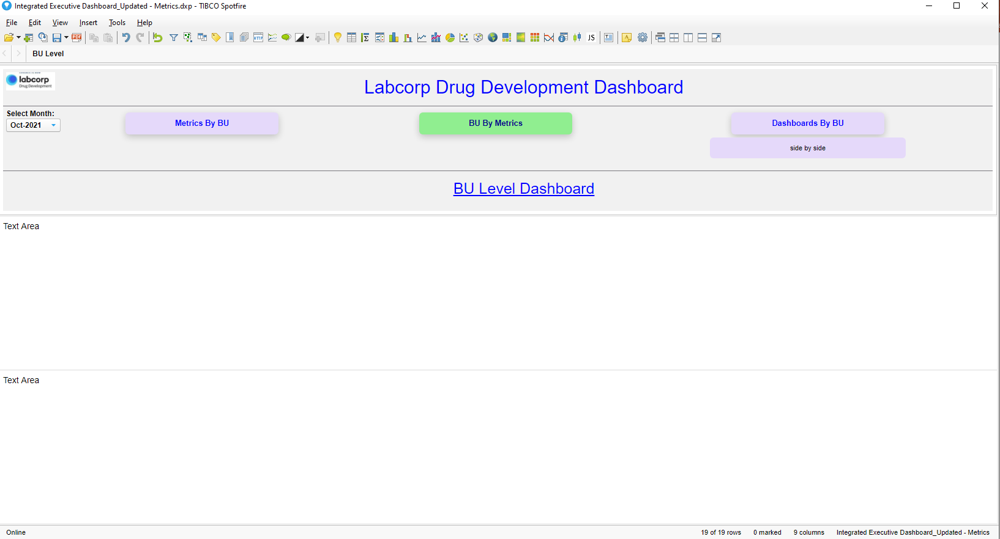 Integrated Executive Dashboard_Updated - Metrics.dxp - TIBCO Spotfire
File Edit View Insert Tools Help
PDF HTTP JS
BU Level
labcorp
Drug Development
Labcorp Drug Development Dashboard
Select Month:
Oct-2021
Metrics By BU
BU By Metrics
Dashboards By BU
side by side
BU Level Dashboard
Text Area
Text Area
Online
19 of 19 rows 0 marked 9 columns Integrated Executive Dashboard_Updated - Metrics